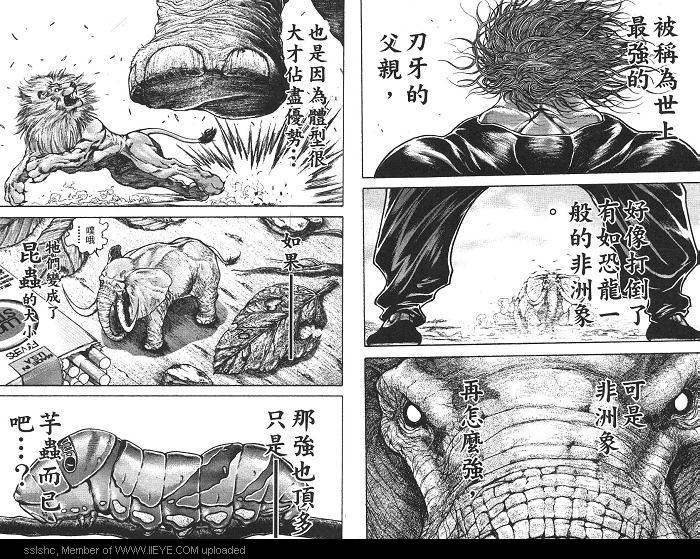 被稱為世上
最強的
刃牙的
父親，
好像打倒了
有如恐龍一
般的非洲象
。
可是
非洲象
再怎麼強，
也是因為體型很
大才佔盡優勢…
如果
牠們變成了
昆蟲的大小
噗哦…
那強也頂多
只是
芋蟲而已
吧…？
sslshc, Member of WWW.IIEYE.COM uploaded